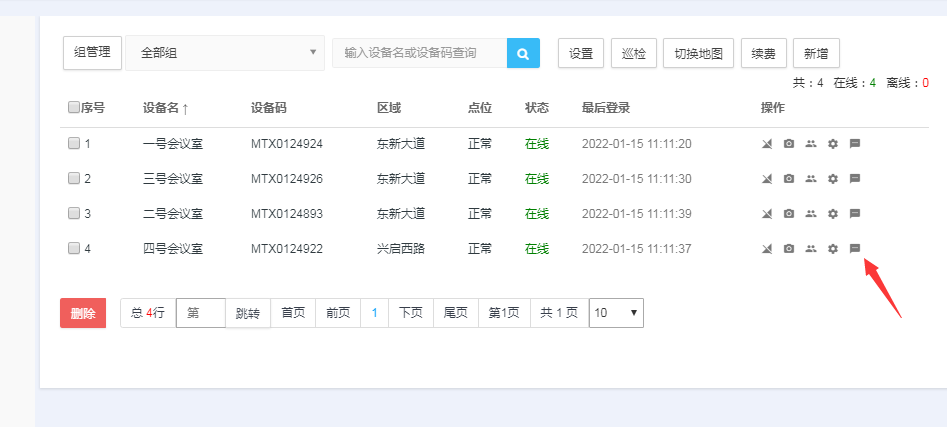 组管理 全部组 输入设备名或设备码查询 设置 巡检 切换地图 续费 新增
共：4 在线：4 离线：0
序号 设备名↑ 设备码 区域 点位 状态 最后登录 操作
1 一号会议室 MTX0124924 东新大道 正常 在线 2022-01-15 11:11:20
2 三号会议室 MTX0124926 东新大道 正常 在线 2022-01-15 11:11:30
3 二号会议室 MTX0124893 东新大道 正常 在线 2022-01-15 11:11:39
4 四号会议室 MTX0124922 兴启西路 正常 在线 2022-01-15 11:11:37
删除 总 4行 第 跳转 首页 前页 1 下页 尾页 第1页 共 1 页 10